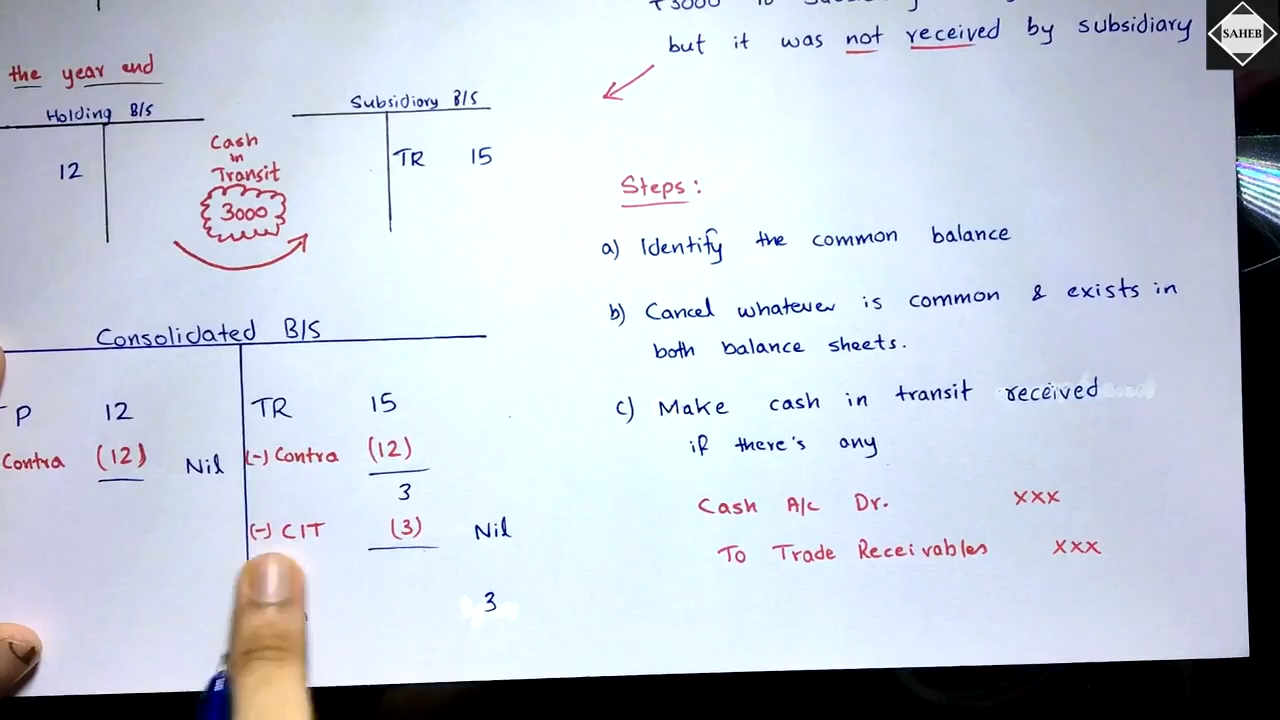 ₹3000 to
but it was not received by subsidiary
SAHEB
the year end
Holding B/S
Subsidiory B/S
Cash
in
Transit
12
TR 15
3000
Steps:
a) Identify the common balance
b) Cancel whatever is common & exists in
both balance sheets.
c) Make cash in transit received
if there's any
Cash A/c Dr. xxx
To Trade Receivables xxx
Consolidated B/S
P 12
TR 15
Contra (12) Nil
(-) Contra (12)
3
(-) CIT (3) Nil
3